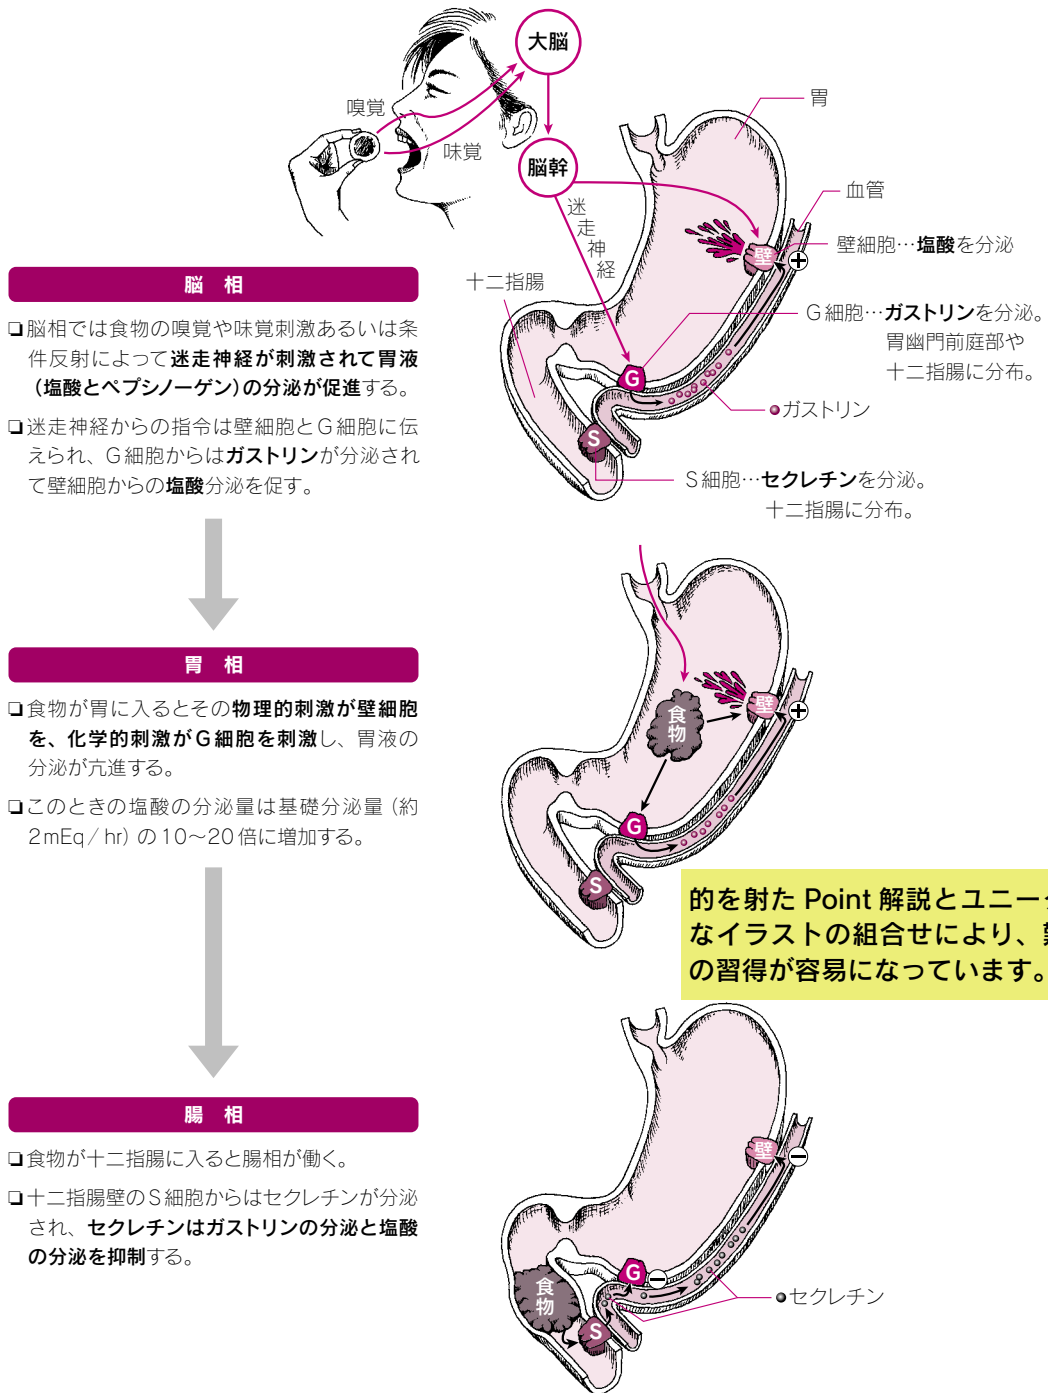 大脳
嗅覚
味覚
脳幹
迷走神経
胃
血管
壁
壁細胞…塩酸を分泌
十二指腸
G細胞…ガストリンを分泌。
胃幽門前庭部や
十二指腸に分布。
G
●ガストリン
S
S細胞…セクレチンを分泌。
十二指腸に分布。
脳 相
❏脳相では食物の嗅覚や味覚刺激あるいは条
件反射によって迷走神経が刺激されて胃液
(塩酸とペプシノーゲン)の分泌が促進する。
❏迷走神経からの指令は壁細胞とG細胞に伝
えられ、G細胞からはガストリンが分泌され
て壁細胞からの塩酸分泌を促す。
胃 相
❏食物が胃に入るとその物理的刺激が壁細胞
を、化学的刺激がG細胞を刺激し、胃液の
分泌が亢進する。
❏このときの塩酸の分泌量は基礎分泌量(約
2mEq/hr)の10〜20倍に増加する。
食物
壁
G
S
的を射た Point 解説とユニーク
なイラストの組合せにより、
の習得が容易になっています。
腸 相
❏食物が十二指腸に入ると腸相が働く。
❏十二指腸壁のS細胞からはセクレチンが分泌
され、セクレチンはガストリンの分泌と塩酸
の分泌を抑制する。
壁
G
食物
S
●セクレチン